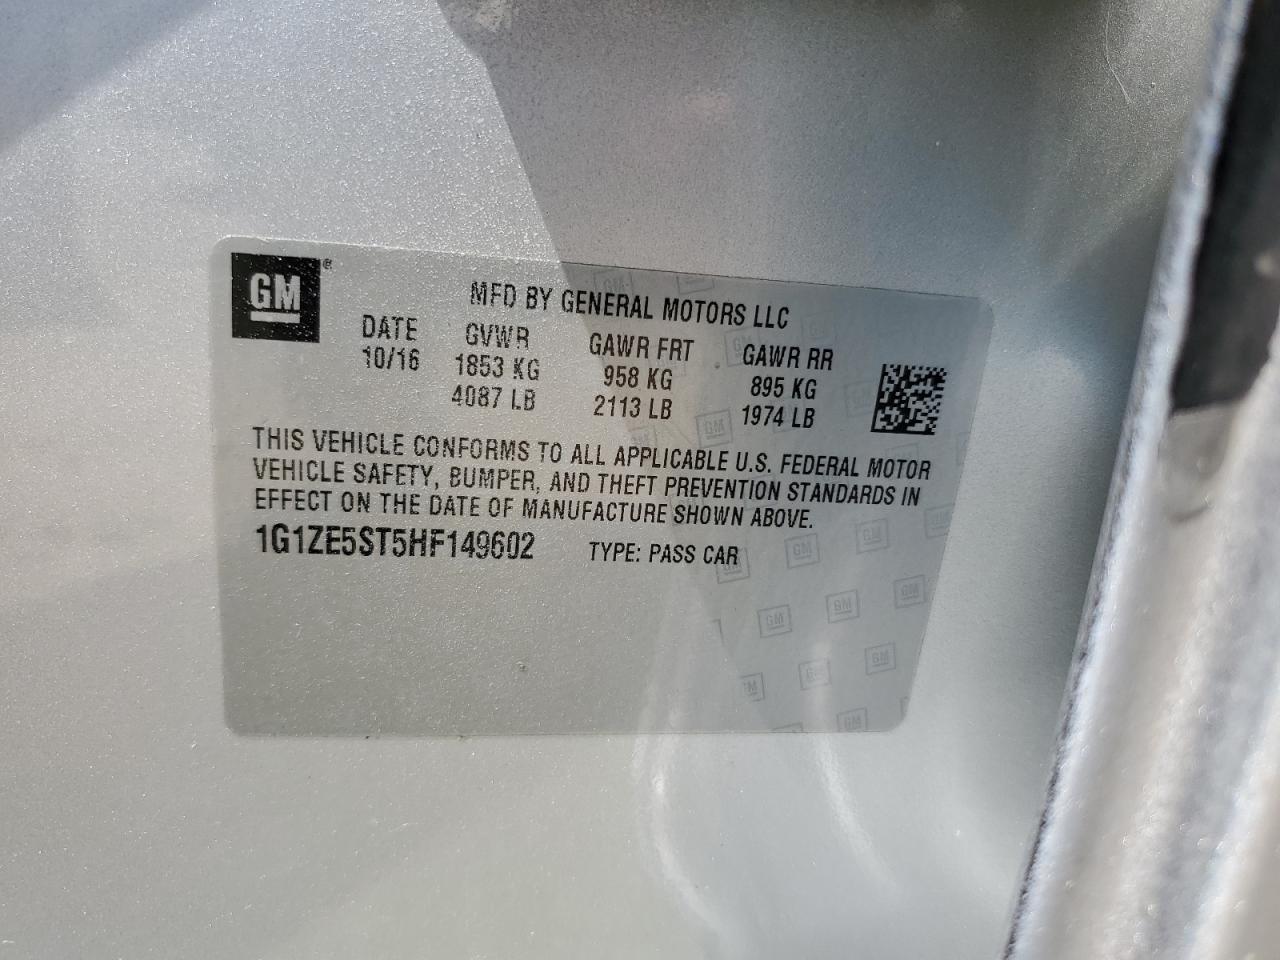 GM®
MFD BY GENERAL MOTORS LLC
DATE GVWR GAWR FRT GAWR RR
10/16 1853 KG 958 KG 895 KG
4087 LB 2113 LB 1974 LB
THIS VEHICLE CONFORMS TO ALL APPLICABLE U.S. FEDERAL MOTOR
VEHICLE SAFETY, BUMPER, AND THEFT PREVENTION STANDARDS IN
EFFECT ON THE DATE OF MANUFACTURE SHOWN ABOVE.
1G1ZE5ST5HF149602 TYPE: PASS CAR